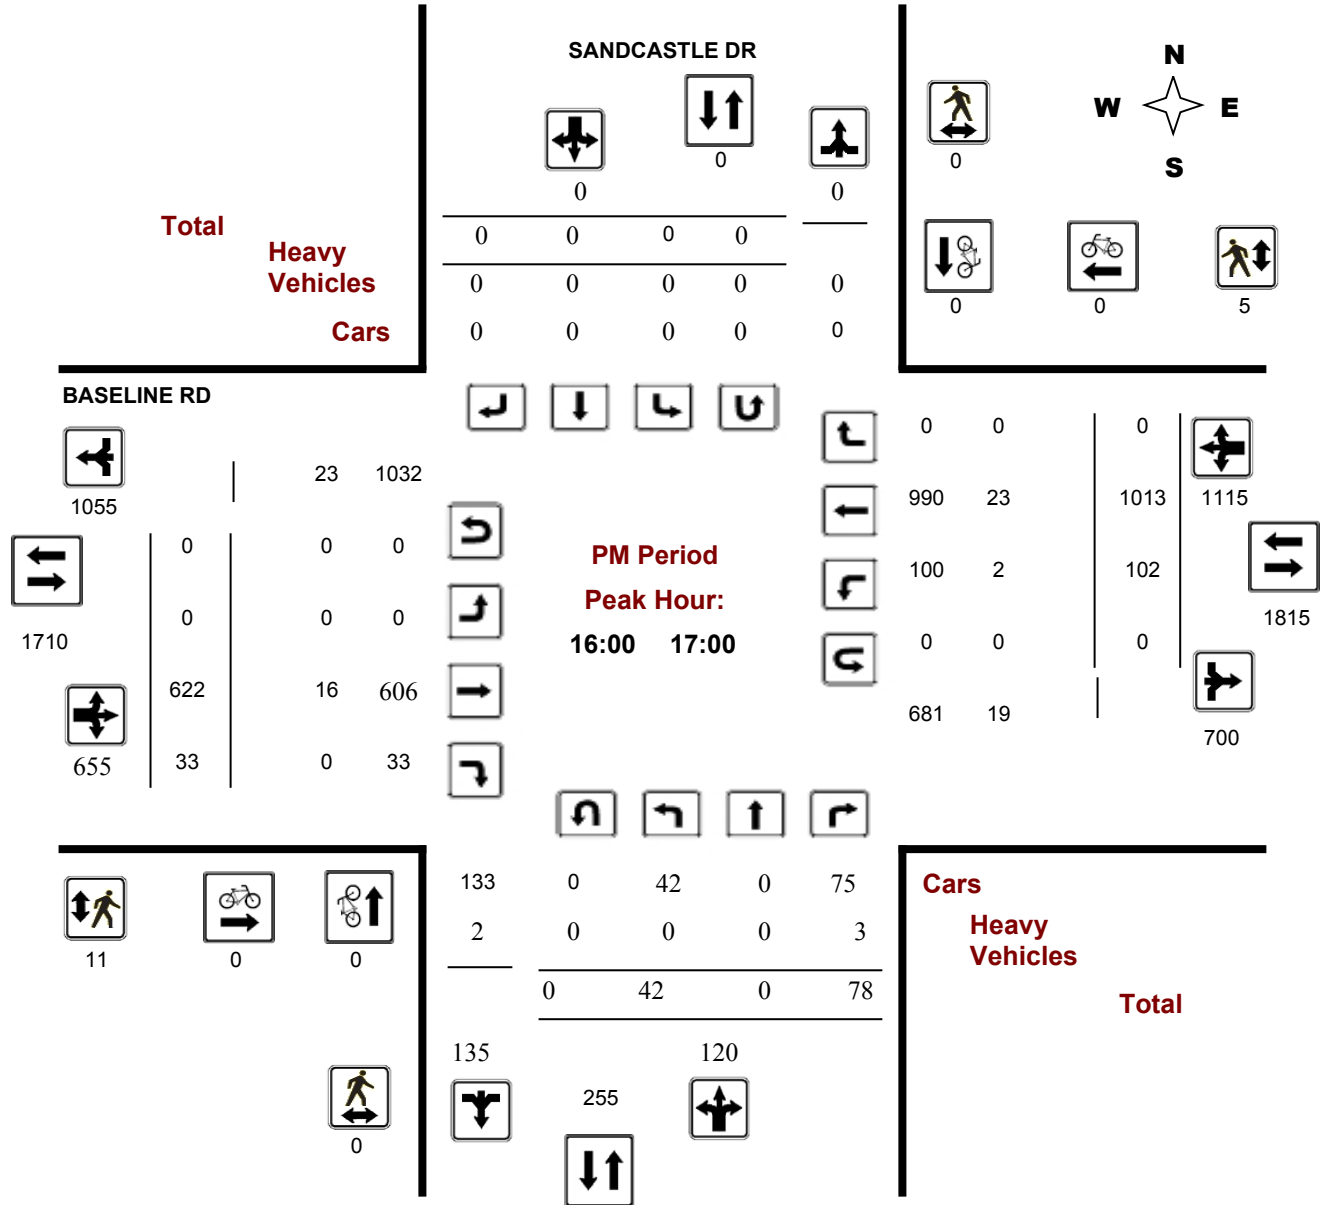 SANDCASTLE DR
N
W E
S
0
0
0 0
Total
0 0 0 0
Heavy
Vehicles
0 0 0 0 0
Cars
0 0 0 0 0
0 0 5
BASELINE RD
1055
23 1032
0 0 0
1710
0 0 0
622 16 606
655
33 0 33
PM Period
Peak Hour:
16:00 17:00
0 0 0
990 23 1013 1115
100 2 102
1815
0 0 0
681 19
700
11 0 0
133 0 42 0 75
Cars
2 0 0 0 3
Heavy
Vehicles
0 42 0 78
Total
135 120
255
0